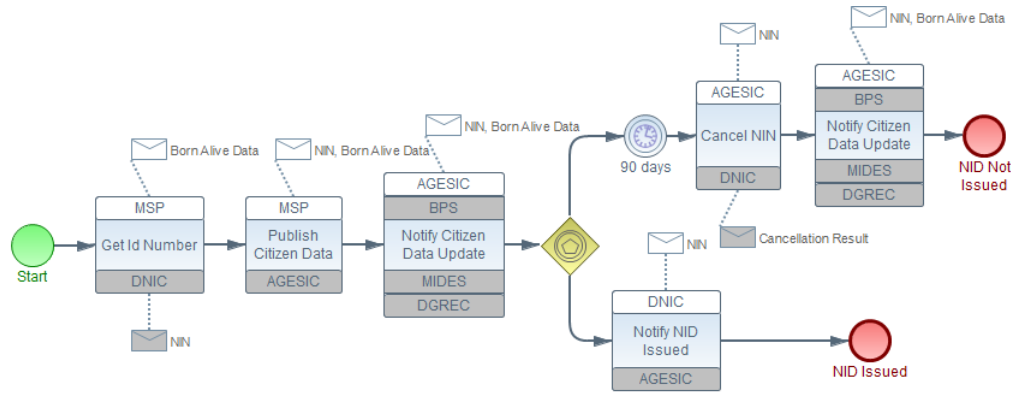 Start
Born Alive Data
MSP
Get Id Number
DNIC
NIN
NIN, Born Alive Data
MSP
Publish
Citizen Data
AGESIC
NIN, Born Alive Data
AGESIC
BPS
Notify Citizen
Data Update
MIDES
DGREC
90 days
NIN
AGESIC
Cancel NIN
DNIC
Cancellation Result
NIN, Born Alive Data
AGESIC
BPS
Notify Citizen
Data Update
MIDES
DGREC
NID Not
Issued
NIN
DNIC
Notify NID
Issued
AGESIC
NID Issued